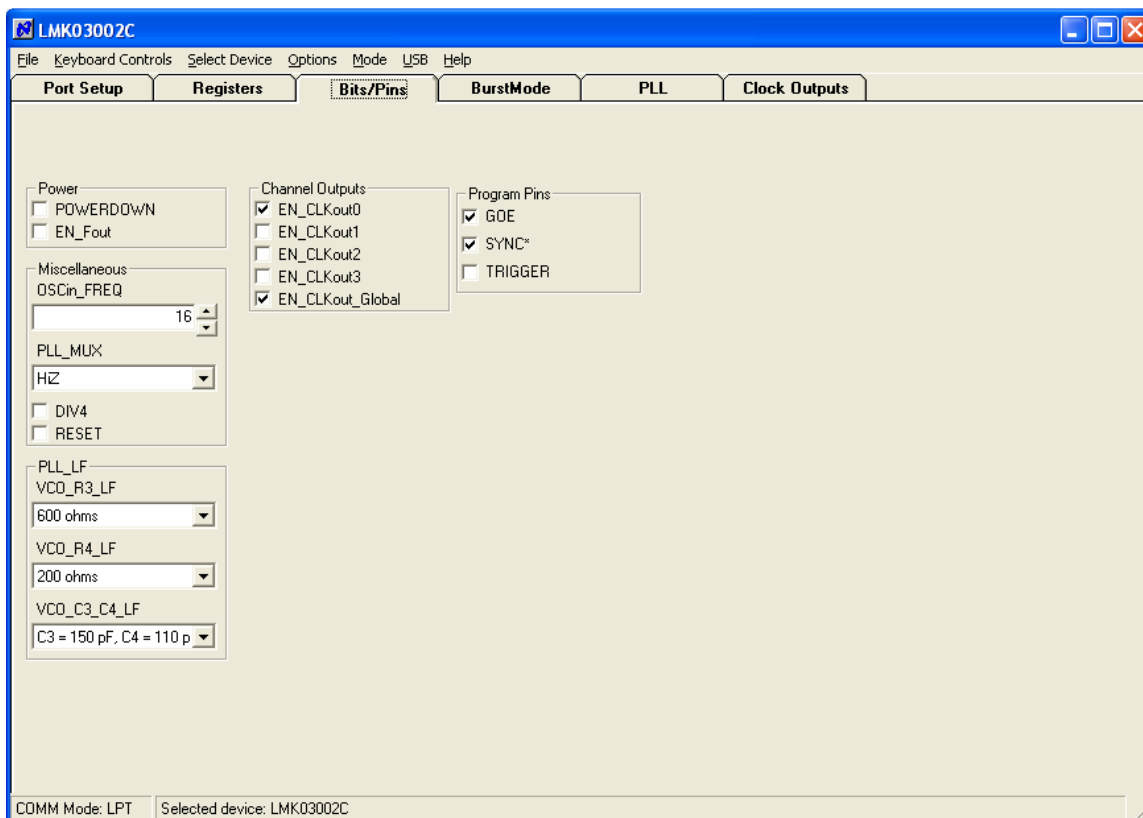 LMK03002C
File Keyboard Controls Select Device Options Mode USB Help
Port Setup Registers Bits/Pins BurstMode PLL Clock Outputs
Power
POWERDOWN
EN_Fout
Miscellaneous
OSCin_FREQ
16
PLL_MUX
HiZ
DIV4
RESET
PLL_LF
VCO_R3_LF
600 ohms
VCO_R4_LF
200 ohms
VCO_C3_C4_LF
C3 = 150 pF, C4 = 110 p
Channel Outputs
EN_CLKout0
EN_CLKout1
EN_CLKout2
EN_CLKout3
EN_CLKout_Global
Program Pins
GOE
SYNC*
TRIGGER
COMM Mode: LPT Selected device: LMK03002C